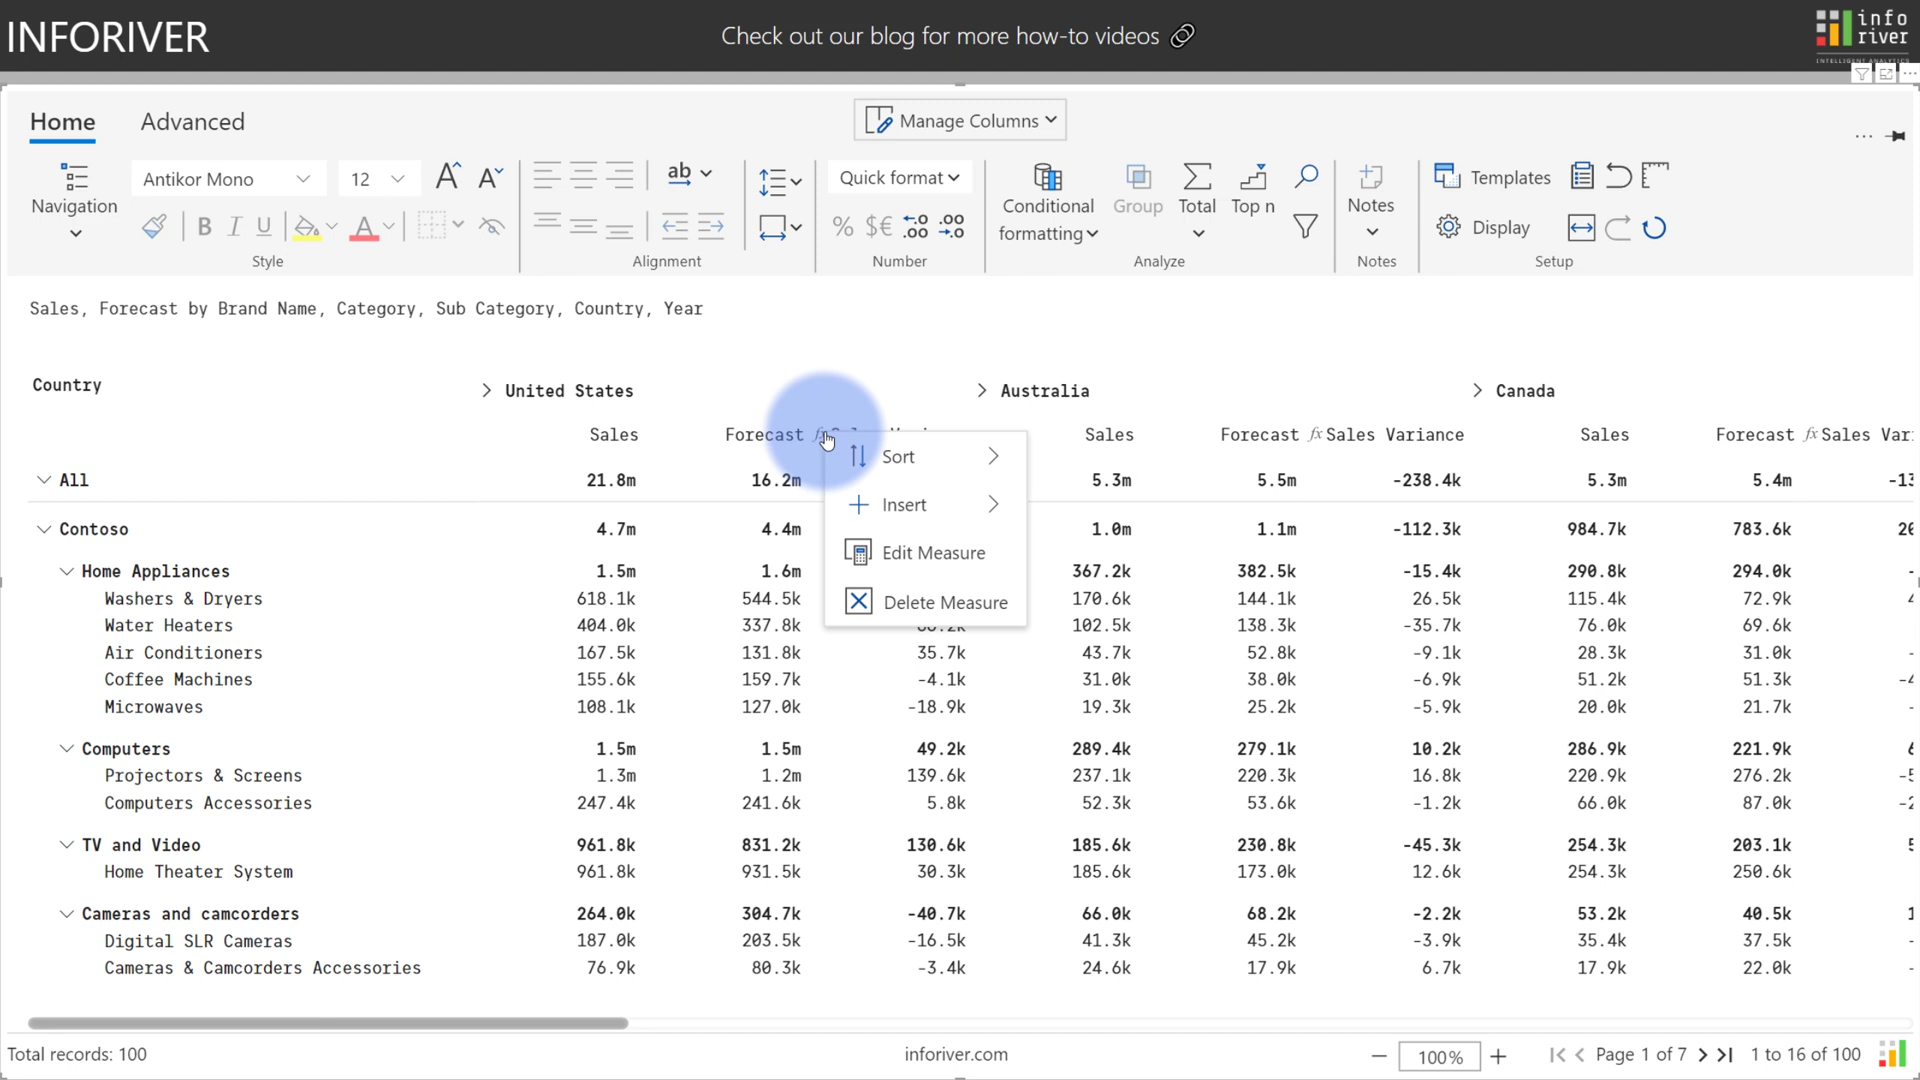 INFORIVER
Check out our blog for more how-to videos
info river
INTELLIGENT ANALYTICS
Home Advanced
Manage Columns
Navigation
Antikor Mono 12
ab
Quick format
Conditional formatting
Group
Total
Top n
Notes
Templates
Display
B I U A
% $€ .00 .00
Style Alignment Number Analyze Notes Setup
Sales, Forecast by Brand Name, Category, Sub Category, Country, Year
Country United States Australia Canada
Sales Forecast Sales Forecast fx Sales Variance Sales Forecast fx Sales Var
All 21.8m 16.2m 5.3m 5.5m -238.4k 5.3m 5.4m
Contoso 4.7m 4.4m 1.0m 1.1m -112.3k 984.7k 783.6k
Home Appliances 1.5m 1.6m 367.2k 382.5k -15.4k 290.8k 294.0k
Washers & Dryers 618.1k 544.5k 170.6k 144.1k 26.5k 115.4k 72.9k
Water Heaters 404.0k 337.8k 102.5k 138.3k -35.7k 76.0k 69.6k
Air Conditioners 167.5k 131.8k 35.7k 43.7k 52.8k -9.1k 28.3k 31.0k
Coffee Machines 155.6k 159.7k -4.1k 31.0k 38.0k -6.9k 51.2k 51.3k
Microwaves 108.1k 127.0k -18.9k 19.3k 25.2k -5.9k 20.0k 21.7k
Computers 1.5m 1.5m 49.2k 289.4k 279.1k 10.2k 286.9k 221.9k
Projectors & Screens 1.3m 1.2m 139.6k 237.1k 220.3k 16.8k 220.9k 276.2k
Computers Accessories 247.4k 241.6k 5.8k 52.3k 53.6k -1.2k 66.0k 87.0k
TV and Video 961.8k 831.2k 130.6k 185.6k 230.8k -45.3k 254.3k 203.1k
Home Theater System 961.8k 931.5k 30.3k 185.6k 173.0k 12.6k 254.3k 250.6k
Cameras and camcorders 264.0k 304.7k -40.7k 66.0k 68.2k -2.2k 53.2k 40.5k
Digital SLR Cameras 187.0k 203.5k -16.5k 41.3k 45.2k -3.9k 35.4k 37.5k
Cameras & Camcorders Accessories 76.9k 80.3k -3.4k 24.6k 17.9k 6.7k 17.9k 22.0k
Sort
Insert
Edit Measure
Delete Measure
Total records: 100 inforiver.com 100% Page 1 of 7 1 to 16 of 100